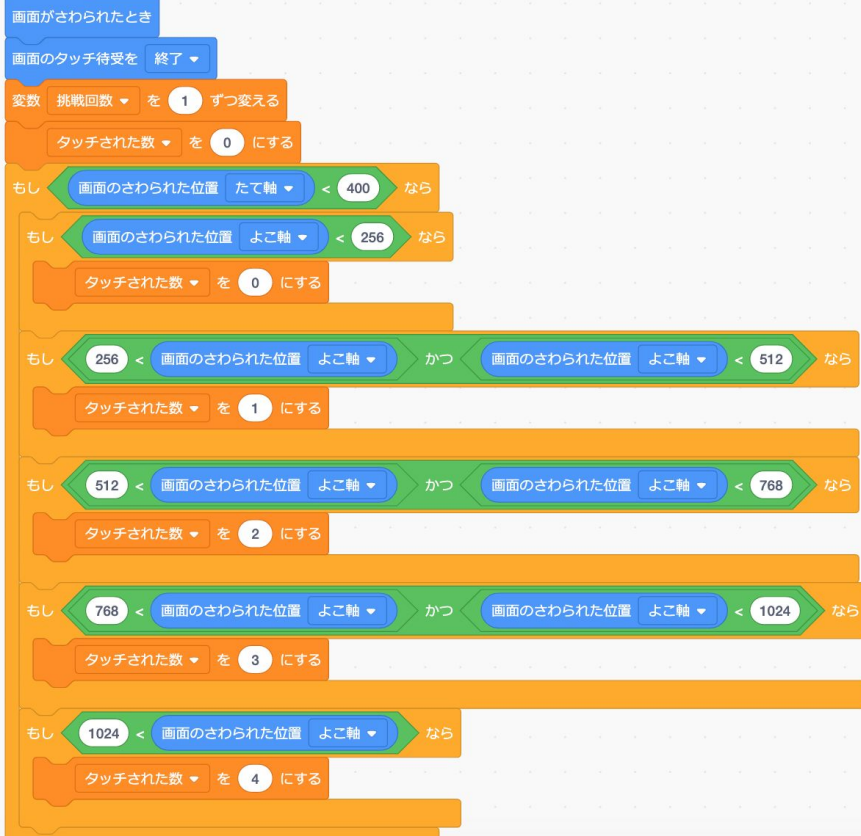 画面がさわられたとき
画面のタッチ待受を 終了
変数 挑戦回数 を 1 ずつ変える
タッチされた数 を 0 にする
もし 画面のさわられた位置 たて軸 < 400 なら
もし 画面のさわられた位置 よこ軸 < 256 なら
タッチされた数 を 0 にする
もし 256 < 画面のさわられた位置 よこ軸 かつ 画面のさわられた位置 よこ軸 < 512 なら
タッチされた数 を 1 にする
もし 512 < 画面のさわられた位置 よこ軸 かつ 画面のさわられた位置 よこ軸 < 768 なら
タッチされた数 を 2 にする
もし 768 < 画面のさわられた位置 よこ軸 かつ 画面のさわられた位置 よこ軸 < 1024 なら
タッチされた数 を 3 にする
もし 1024 < 画面のさわられた位置 よこ軸 なら
タッチされた数 を 4 にする